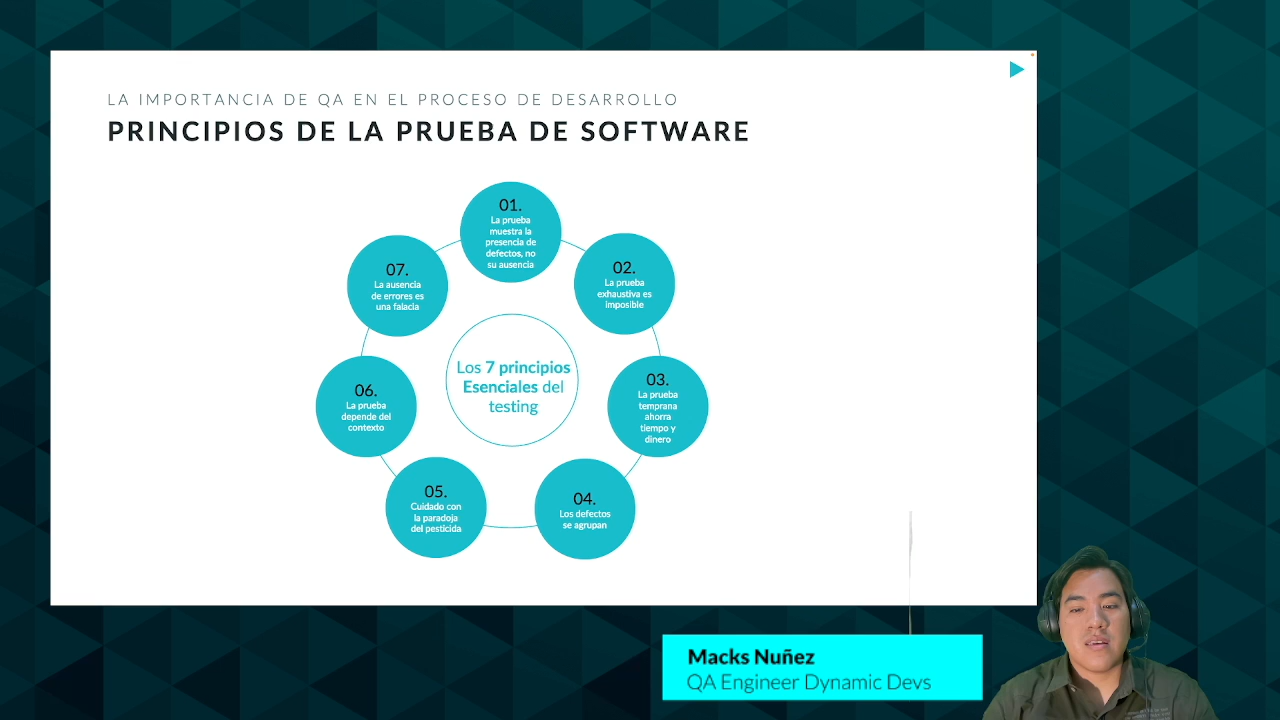 LA IMPORTANCIA DE QA EN EL PROCESO DE DESARROLLO
PRINCIPIOS DE LA PRUEBA DE SOFTWARE
01.
La prueba
muestra la
presencia de
defectos, no
su ausencia
02.
La prueba
exhaustiva es
imposible
03.
La prueba
temprana
ahorra
tiempo y
dinero
04.
Los defectos
se agrupan
05.
Cuidado con
la paradoja
del pesticida
06.
La prueba
depende del
contexto
07.
La ausencia
de errores es
una falacia
Los 7 principios
Esenciales del
testing
Macks Nuñez
QA Engineer Dynamic Devs